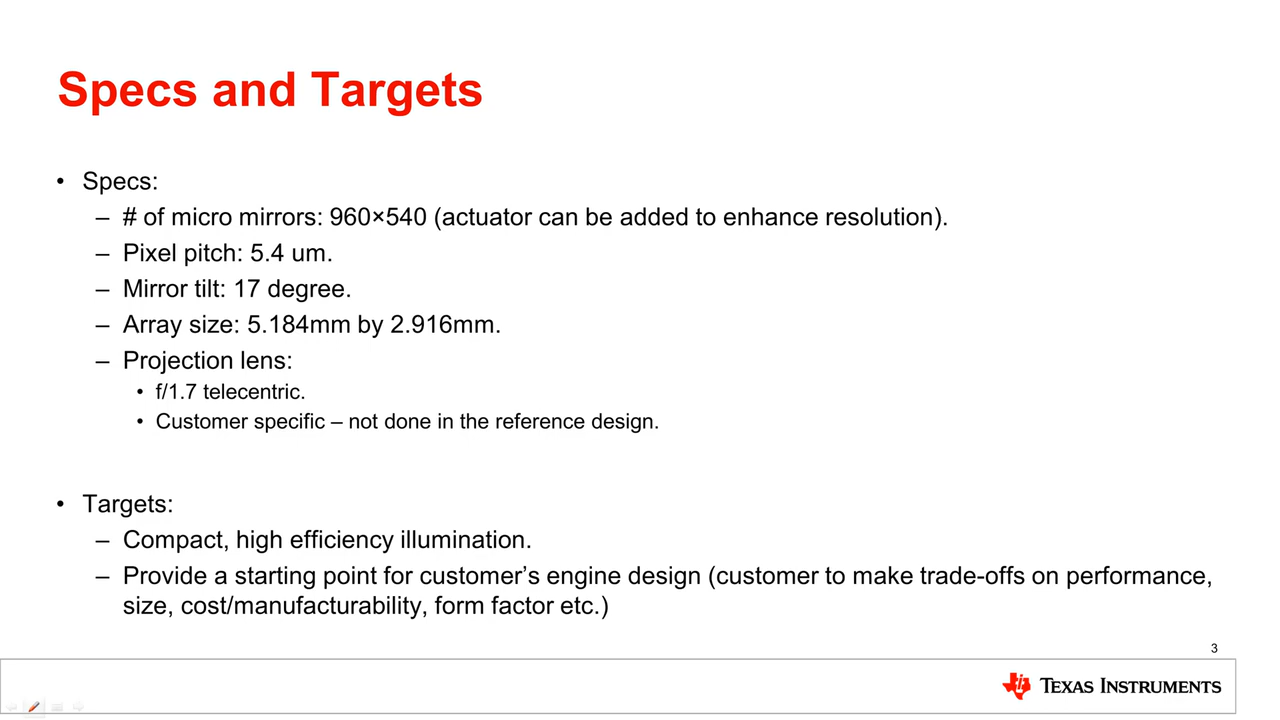 Specs and Targets
• Specs:
– # of micro mirrors: 960×540 (actuator can be added to enhance resolution).
– Pixel pitch: 5.4 um.
– Mirror tilt: 17 degree.
– Array size: 5.184mm by 2.916mm.
– Projection lens:
• f/1.7 telecentric.
• Customer specific – not done in the reference design.
• Targets:
– Compact, high efficiency illumination.
– Provide a starting point for customer’s engine design (customer to make trade-offs on performance,
size, cost/manufacturability, form factor etc.)
3
TEXAS INSTRUMENTS